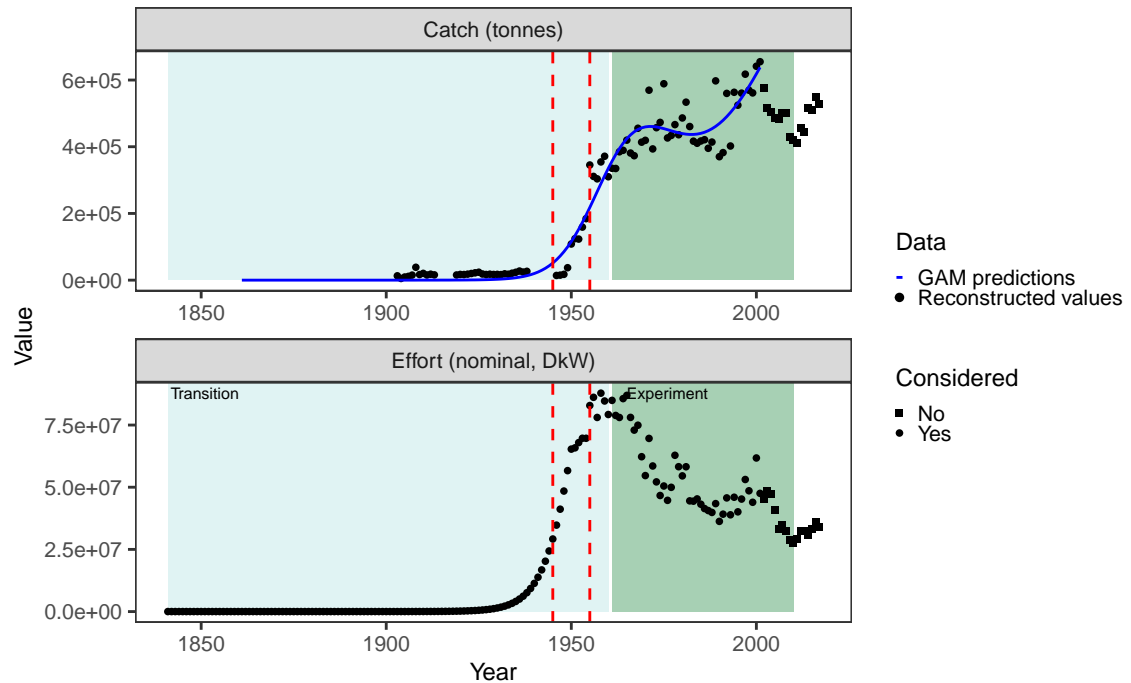 Catch (tonnes)
6e+05
4e+05
2e+05
0e+00
1850 1900 1950 2000
Value
Effort (nominal, DkW)
Transition Experiment
7.5e+07
5.0e+07
2.5e+07
0.0e+00
1850 1900 1950 2000
Year
Data
GAM predictions
Reconstructed values
Considered
No
Yes